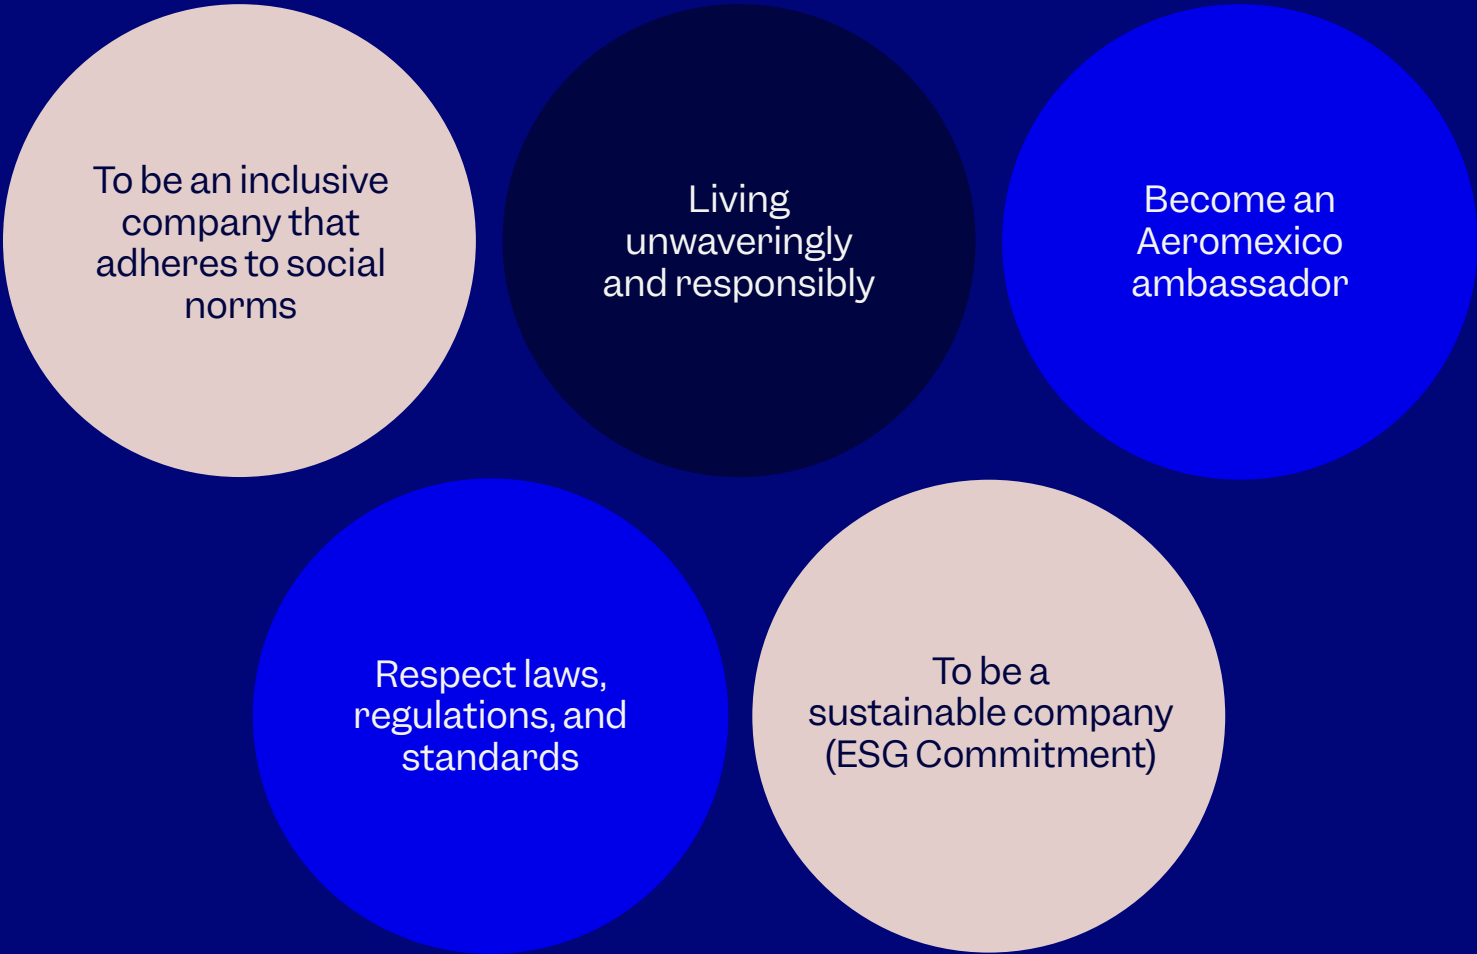 To be an inclusive
company that
adheres to social
norms
Living
unwaveringly
and responsibly
Become an
Aeromexico
ambassador
Respect laws,
regulations, and
standards
To be a
sustainable company
(ESG Commitment)